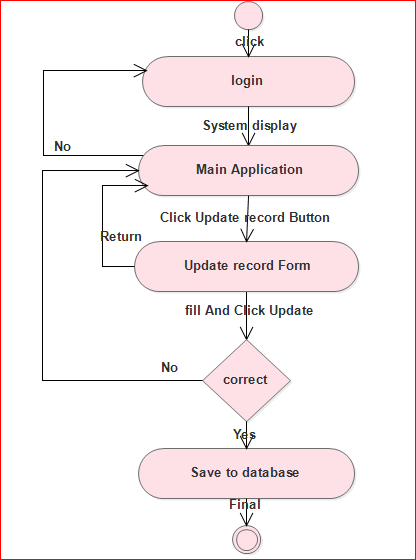 click
login
System display
No
Main Application
Click Update record Button
Return
Update record Form
fill And Click Update
No
correct
Yes
Save to database
Final